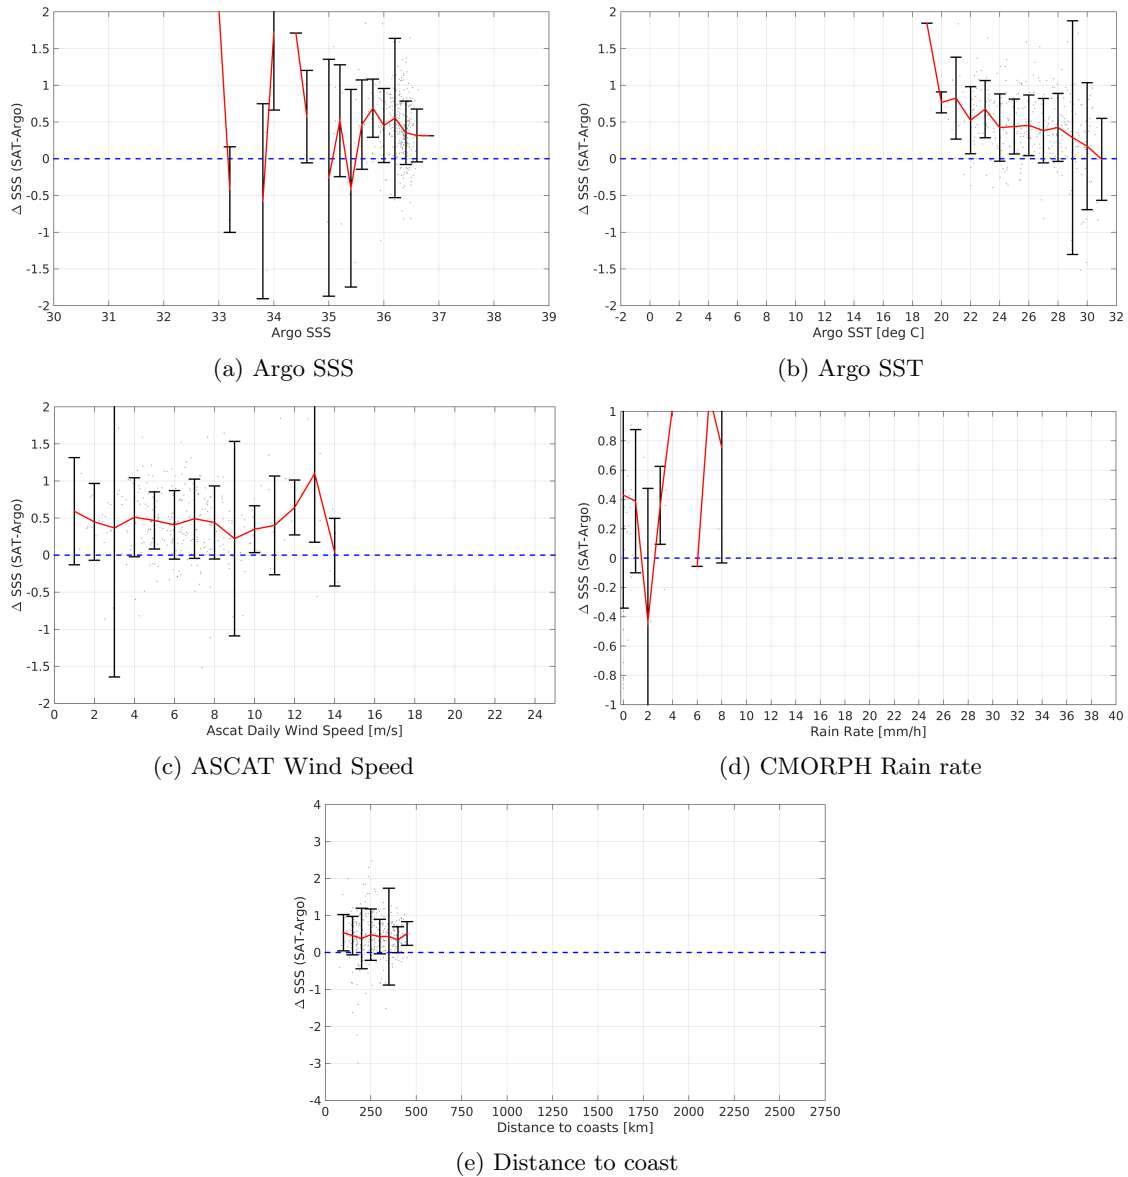 2
1.5
1
0.5
0
-0.5
-1
-1.5
-2
Δ SSS (SAT-Argo)
30 31 32 33 34 35 36 37 38 39
Argo SSS
(a) Argo SSS
2
1.5
1
0.5
0
-0.5
-1
-1.5
-2
Δ SSS (SAT-Argo)
-2 0 2 4 6 8 10 12 14 16 18 20 22 24 26 28 30 32
Argo SST [deg C]
(b) Argo SST
2
1.5
1
0.5
0
-0.5
-1
-1.5
-2
Δ SSS (SAT-Argo)
0 2 4 6 8 10 12 14 16 18 20 22 24
Ascat Daily Wind Speed [m/s]
(c) ASCAT Wind Speed
1
0.8
0.6
0.4
0.2
0
-0.2
-0.4
-0.6
-0.8
-1
Δ SSS (SAT-Argo)
0 2 4 6 8 10 12 14 16 18 20 22 24 26 28 30 32 34 36 38 40
Rain Rate [mm/h]
(d) CMORPH Rain rate
4
3
2
1
0
-1
-2
-3
-4
Δ SSS (SAT-Argo)
0 250 500 750 1000 1250 1500 1750 2000 2250 2500 2750
Distance to coasts [km]
(e) Distance to coast